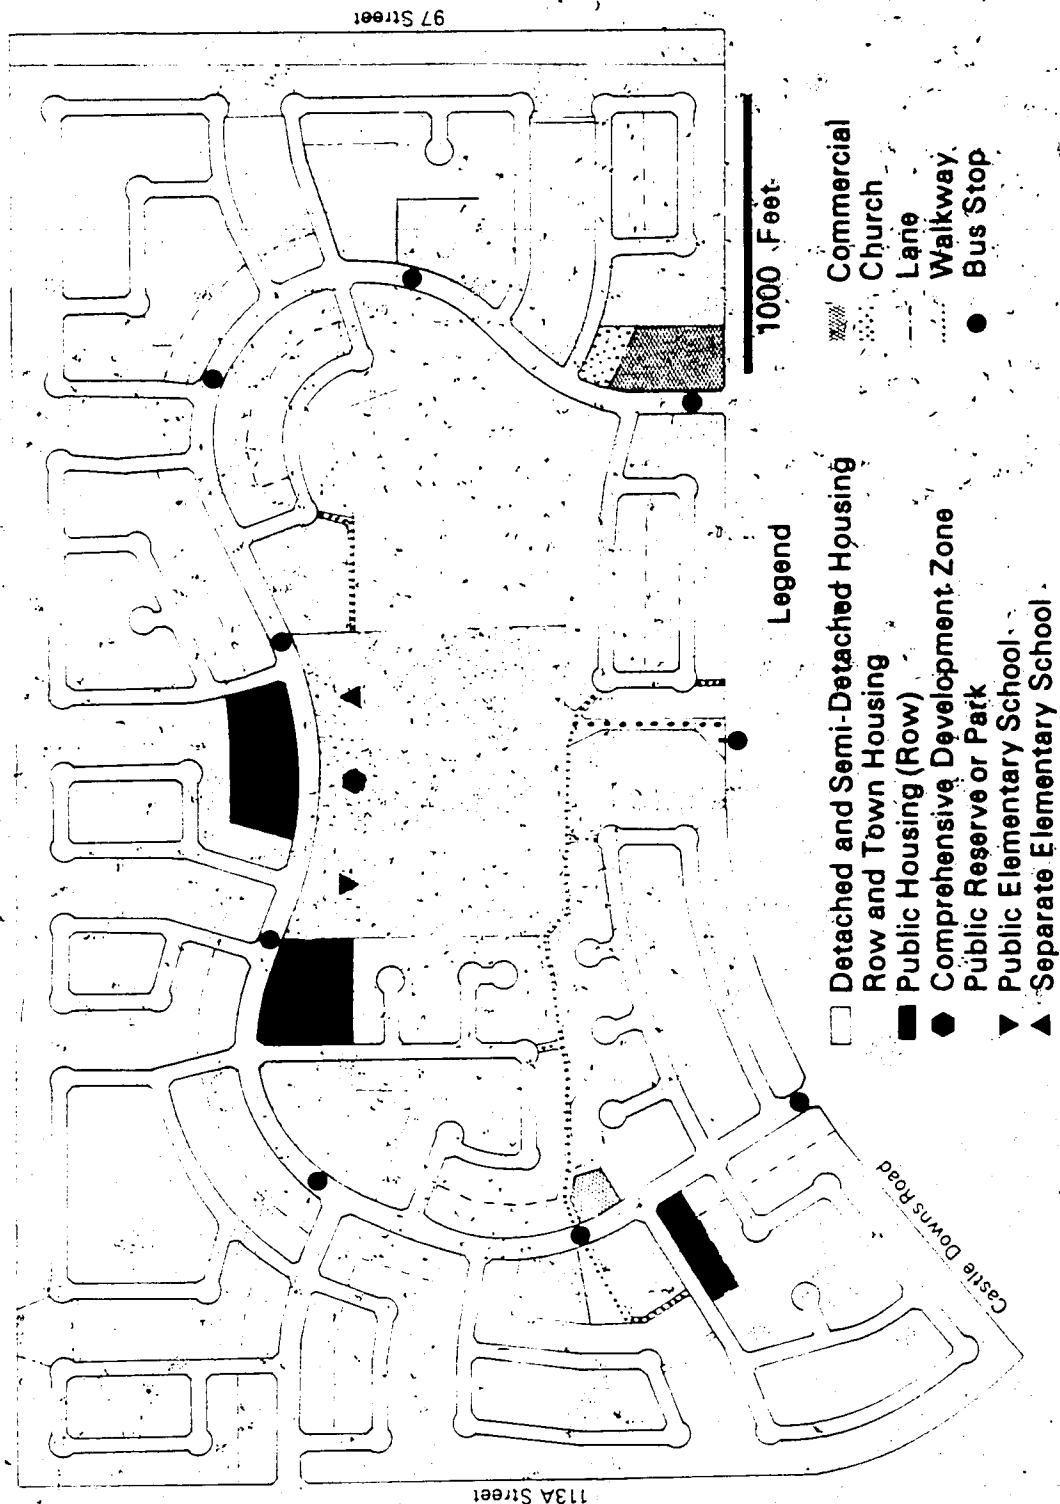 97 Street
1000 Feet
Commercial
Church
Lane
Walkway
Bus Stop
Legend
Detached and Semi-Detached Housing
Row and Town Housing
Public Housing (Row)
Comprehensive Development Zone
Public Reserve or Park
Public Elementary School
Separate Elementary School
Castle Downs Road
113A Street